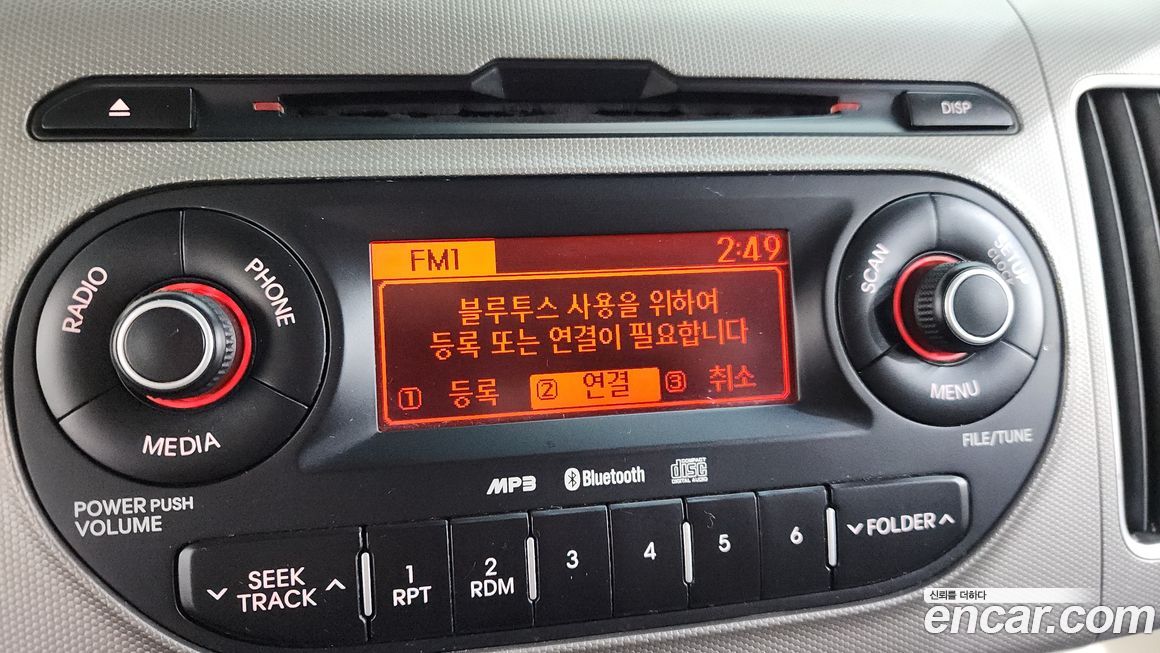 DISP
RADIO
PHONE
MEDIA
POWER PUSH
VOLUME
FM1 2:49
블루투스 사용을 위하여
등록 또는 연결이 필요합니다
① 등록 ② 연결 ③ 취소
SCAN
SETUP
CLOCK
MENU
FILE/TUNE
MP3 Bluetooth COMPACT disc DIGITAL AUDIO
SEEK
TRACK
1
RPT
2
RDM
3
4
5
6
FOLDER
신뢰를 더하다
encar.com